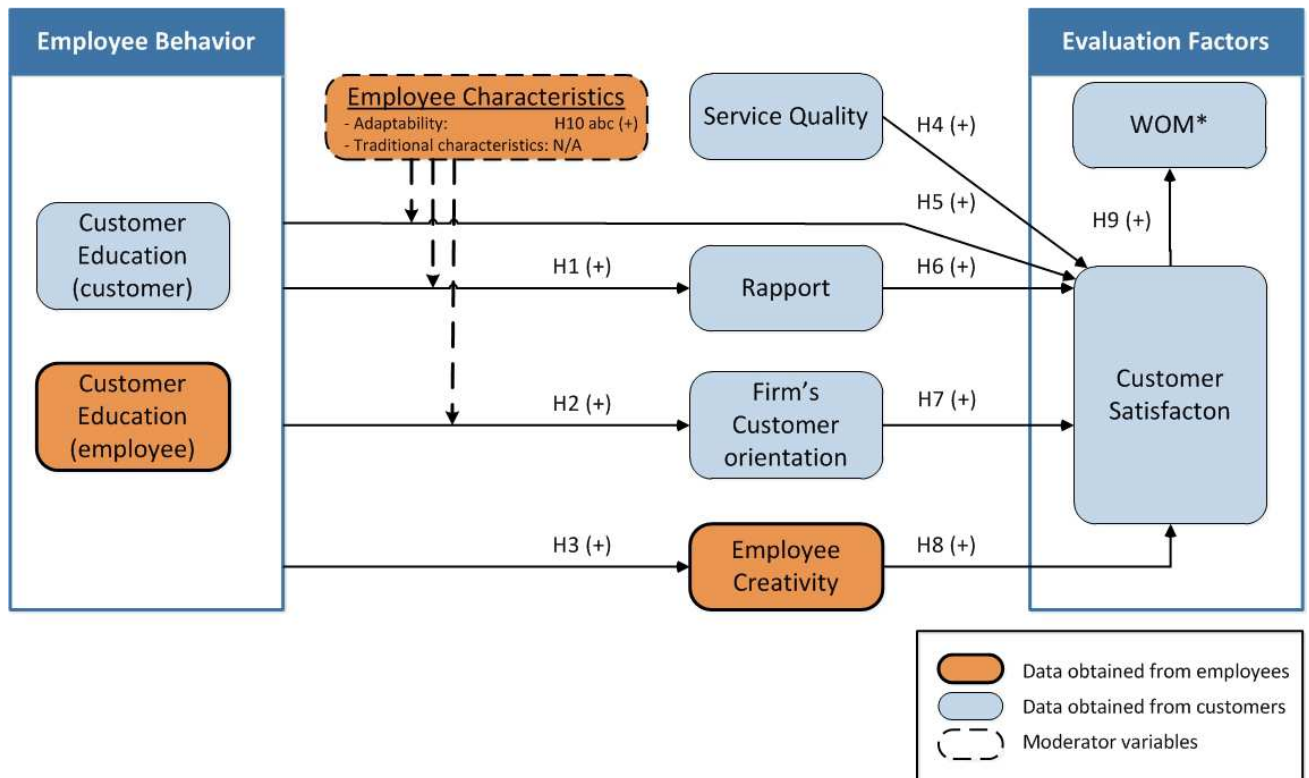 Employee Behavior
Evaluation Factors
Employee Characteristics
- Adaptability: H10 abc (+)
- Traditional characteristics: N/A
Service Quality
H4 (+)
WOM*
Customer
Education
(customer)
H5 (+)
H9 (+)
H1 (+)
Rapport
H6 (+)
Customer
Education
(employee)
H2 (+)
Firm's
Customer
orientation
H7 (+)
Customer
Satisfacton
H3 (+)
Employee
Creativity
H8 (+)
Data obtained from employees
Data obtained from customers
Moderator variables